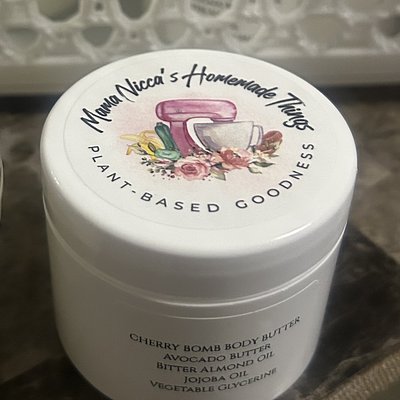 Mama Nicca's Homemade Things
PLANT-BASED GOODNESS
CHERRY BOMB BODY BUTTER
AVOCADO BUTTER
BITTER ALMOND OIL
JOJOBA OIL
VEGETABLE GLYCERINE